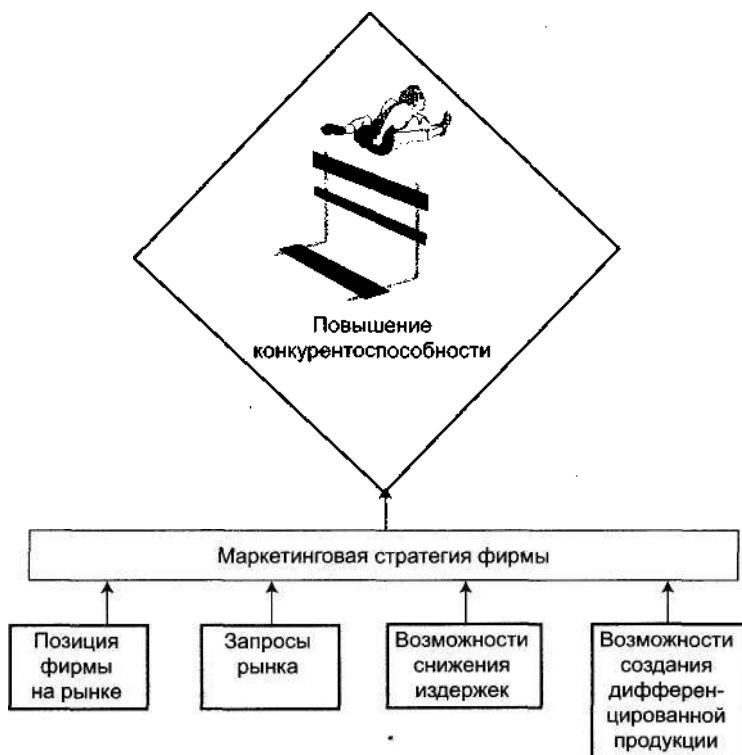 Повышение
конкурентоспособности
Маркетинговая стратегия фирмы
Позиция
фирмы
на рынке
Запросы
рынка
Возможности
снижения
издержек
Возможности
создания
дифферен-
цированной
продукции